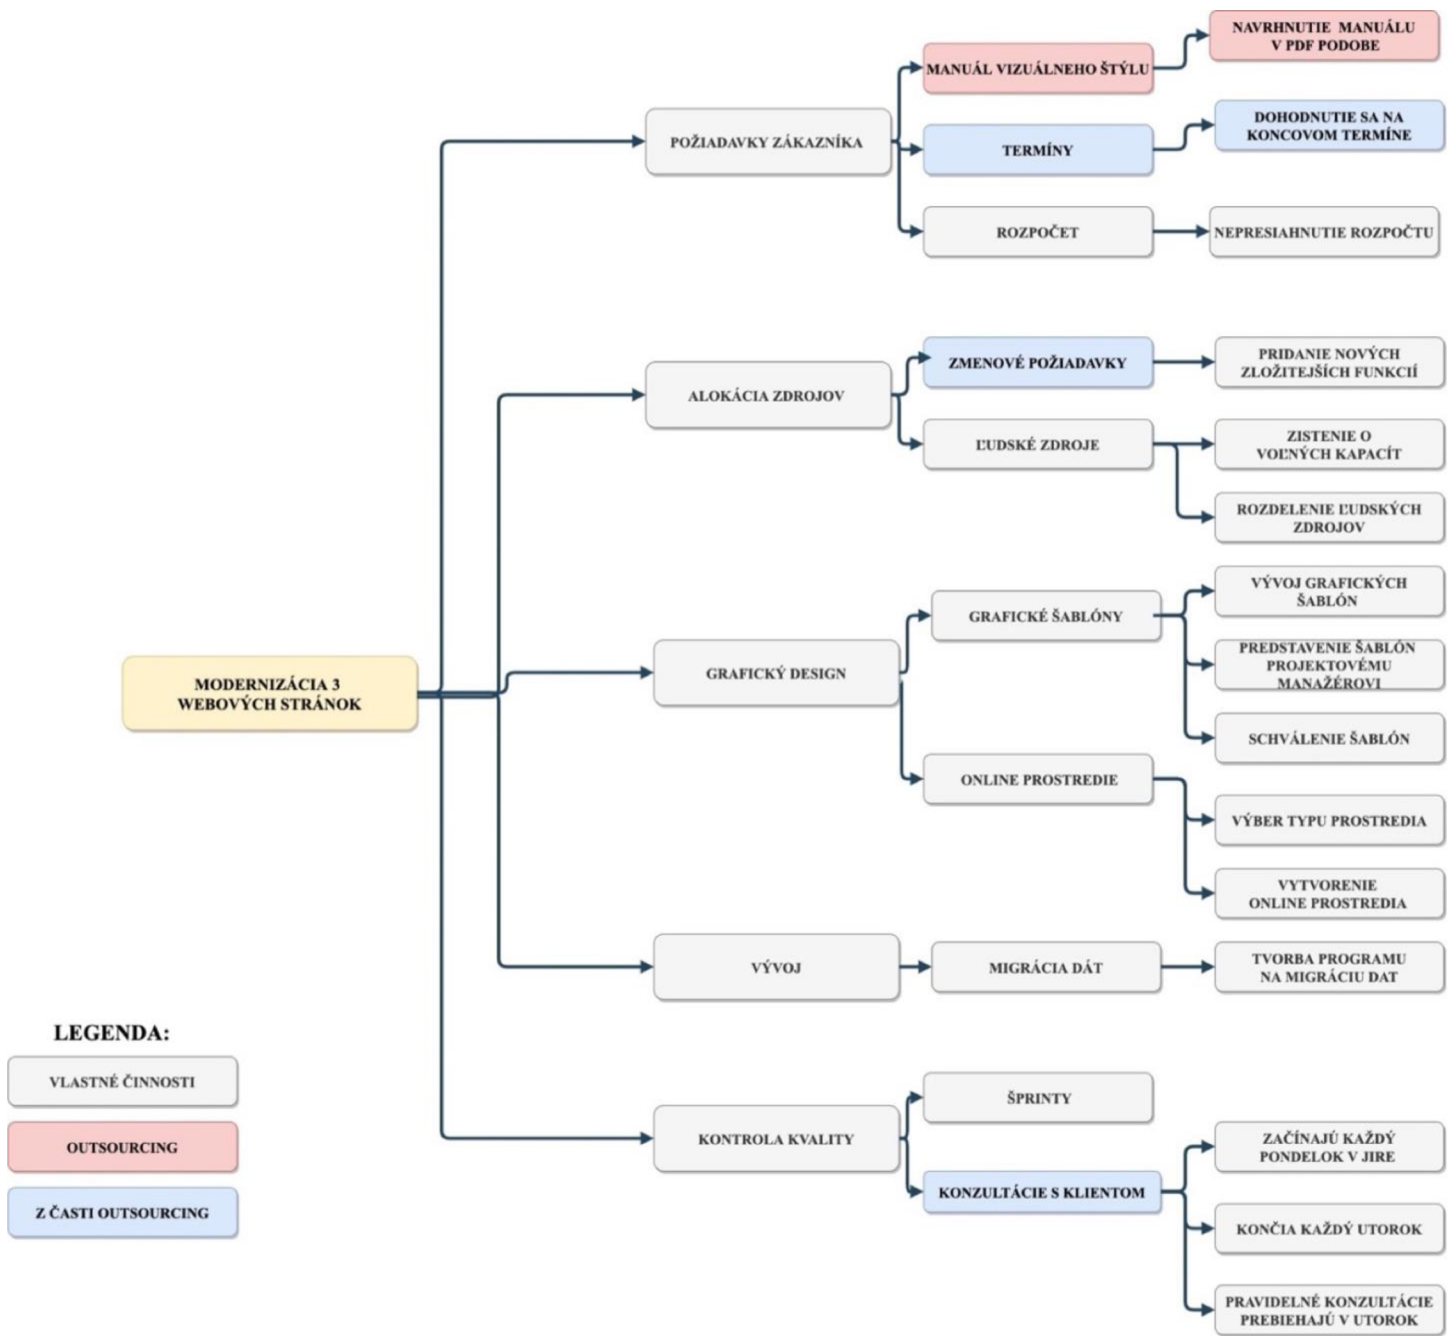 NAVRHNUTIE MANUÁLU
V PDF PODOBE
MANUÁL VIZUÁLNEHO ŠTÝLU
DOHODNUTIE SA NA
KONCOVOM TERMÍNE
POŽIADAVKY ZÁKAZNÍKA
TERMÍNY
ROZPOČET
NEPRESIAHNUTIE ROZPOČTU
ZMENOVÉ POŽIADAVKY
PRIDANIE NOVÝCH
ZLOŽITEJŠÍCH FUNKCIÍ
ALOKÁCIA ZDROJOV
ĽUDSKÉ ZDROJE
ZISTENIE O
VOĽNÝCH KAPACÍT
ROZDELENIE ĽUDSKÝCH
ZDROJOV
VÝVOJ GRAFICKÝCH
ŠABLÓN
GRAFICKÉ ŠABLÓNY
PREDSTAVENIE ŠABLÓN
PROJEKTOVÉMU
MANAŽÉROVI
GRAFICKÝ DESIGN
MODERNIZÁCIA 3
WEBOVÝCH STRÁNOK
SCHVÁLENIE ŠABLÓN
ONLINE PROSTREDIE
VÝBER TYPU PROSTREDIA
VYTVORENIE
ONLINE PROSTREDIA
VÝVOJ
MIGRÁCIA DÁT
TVORBA PROGRAMU
NA MIGRÁCIU DAT
LEGENDA:
VLASTNÉ ČINNOSTI
OUTSOURCING
Z ČASTI OUTSOURCING
ŠPRINTY
KONTROLA KVALITY
KONZULTÁCIE S KLIENTOM
ZAČÍNAJÚ KAŽDÝ
PONDELOK V JIRE
KONČIA KAŽDÝ UTOROK
PRAVIDELNÉ KONZULTÁCIE
PREBIEHAJÚ V UTOROK